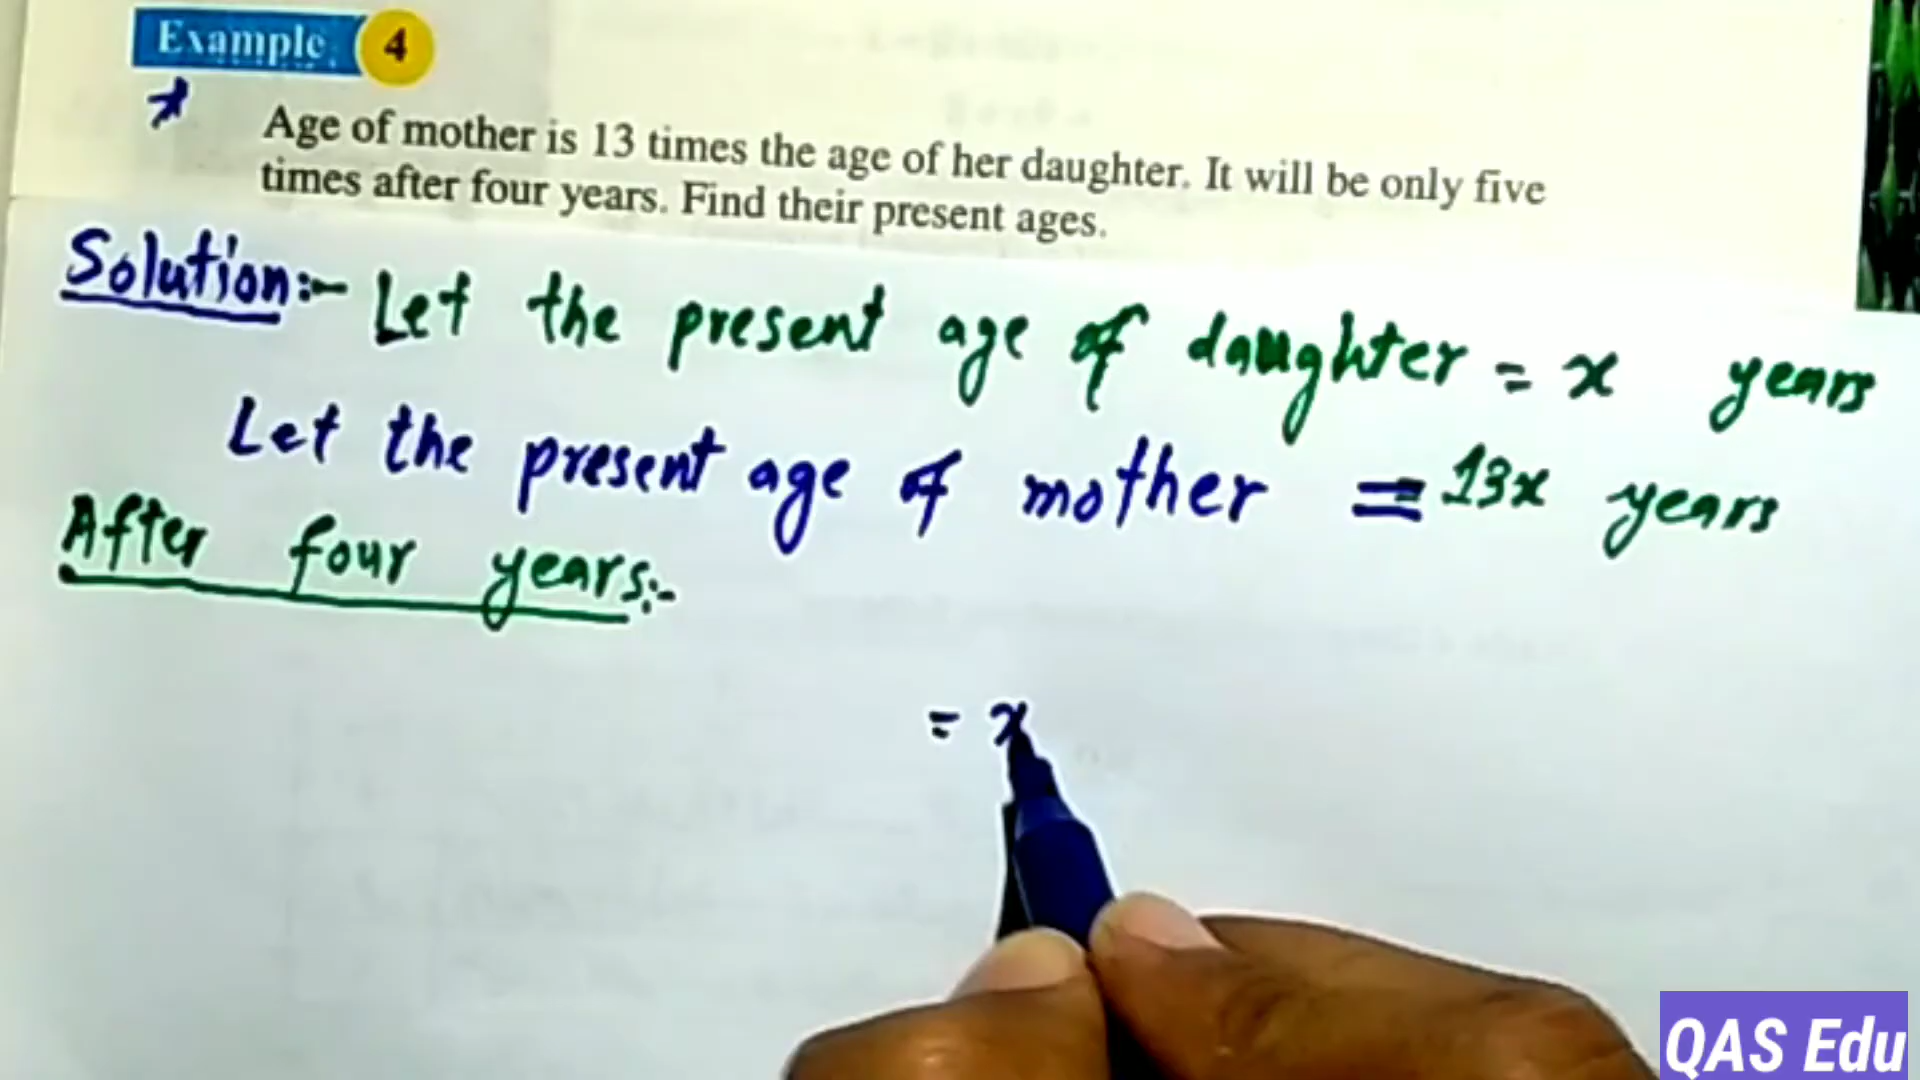 Example 4
Age of mother is 13 times the age of her daughter. It will be only five
times after four years. Find their present ages.
Solution:- Let the present age of daughter = x years
Let the present age of mother = 13x years
After four years:-
= x
QAS Edu